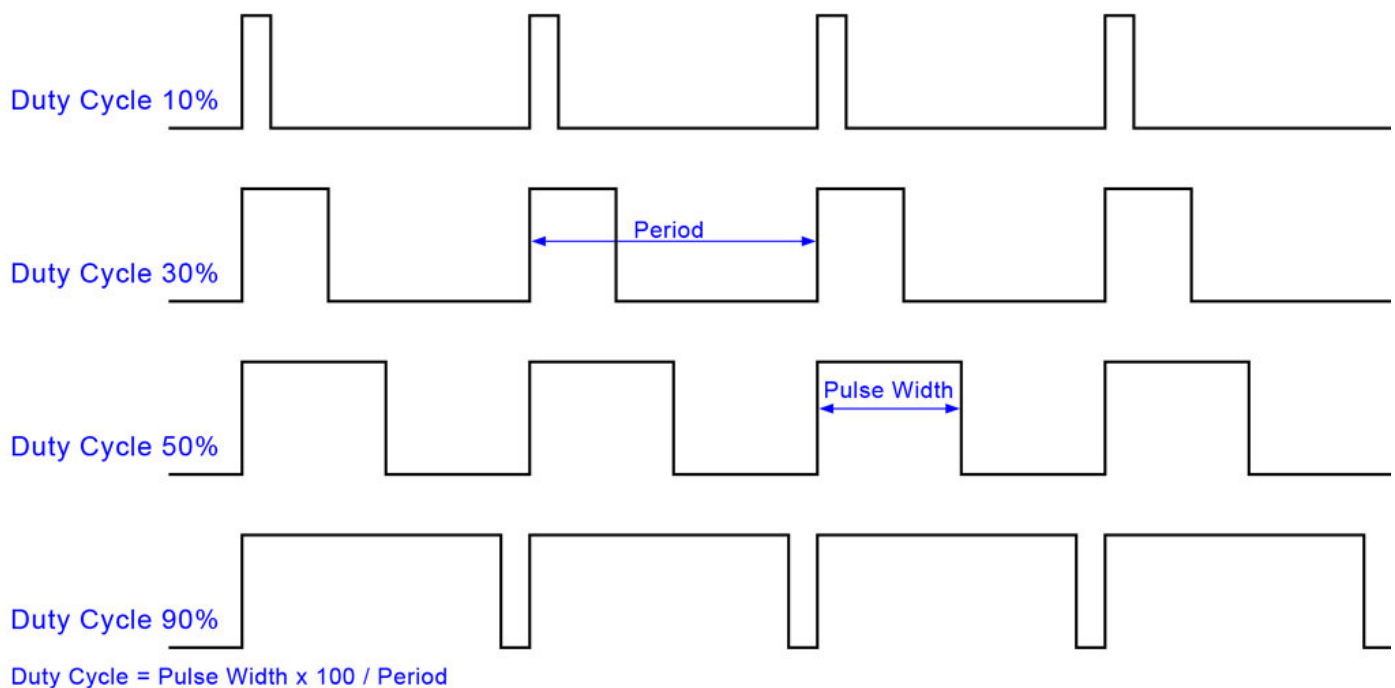 Duty Cycle 10%
Period
Duty Cycle 30%
Pulse Width
Duty Cycle 50%
Duty Cycle 90%
Duty Cycle = Pulse Width x 100 / Period